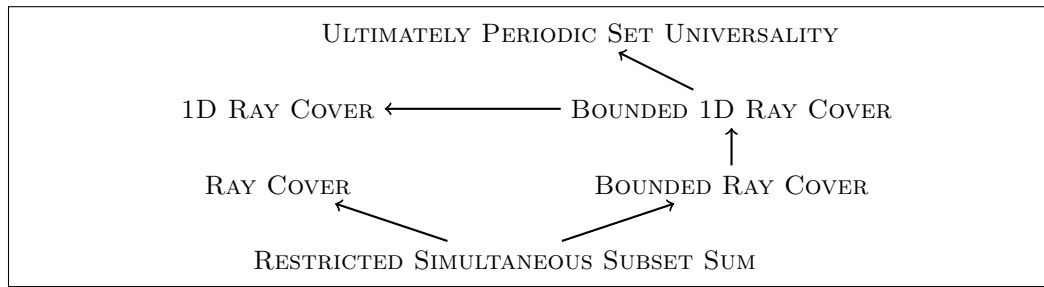 ULTIMATELY PERIODIC SET UNIVERSALITY
1D RAY COVER BOUNDED 1D RAY COVER
RAY COVER BOUNDED RAY COVER
RESTRICTED SIMULTANEOUS SUBSET SUM